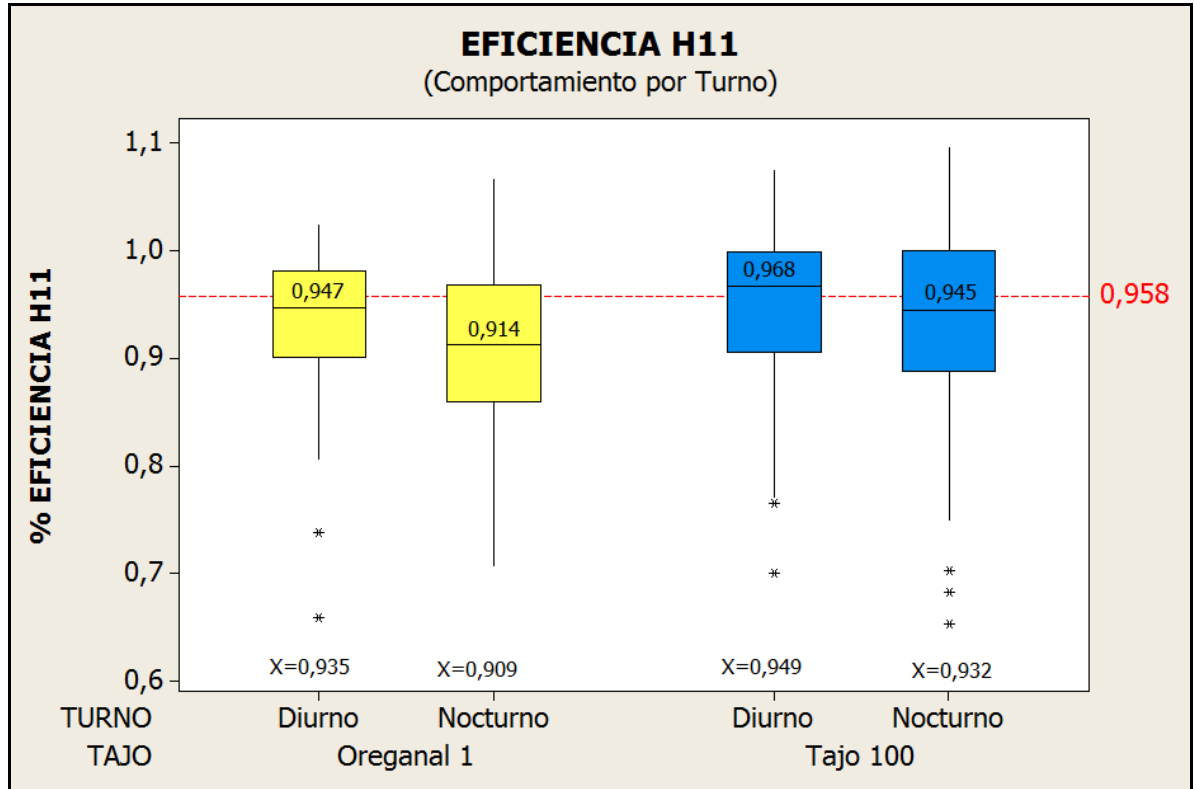 EFICIENCIA H11
(Comportamiento por Turno)
% EFICIENCIA H11
1,1
1,0
0,9
0,8
0,7
0,6
0,947
0,914
0,968
0,945
0,958
X=0,935
X=0,909
X=0,949
X=0,932
TURNO Diurno Nocturno Diurno Nocturno
TAJO Oreganal 1 Tajo 100